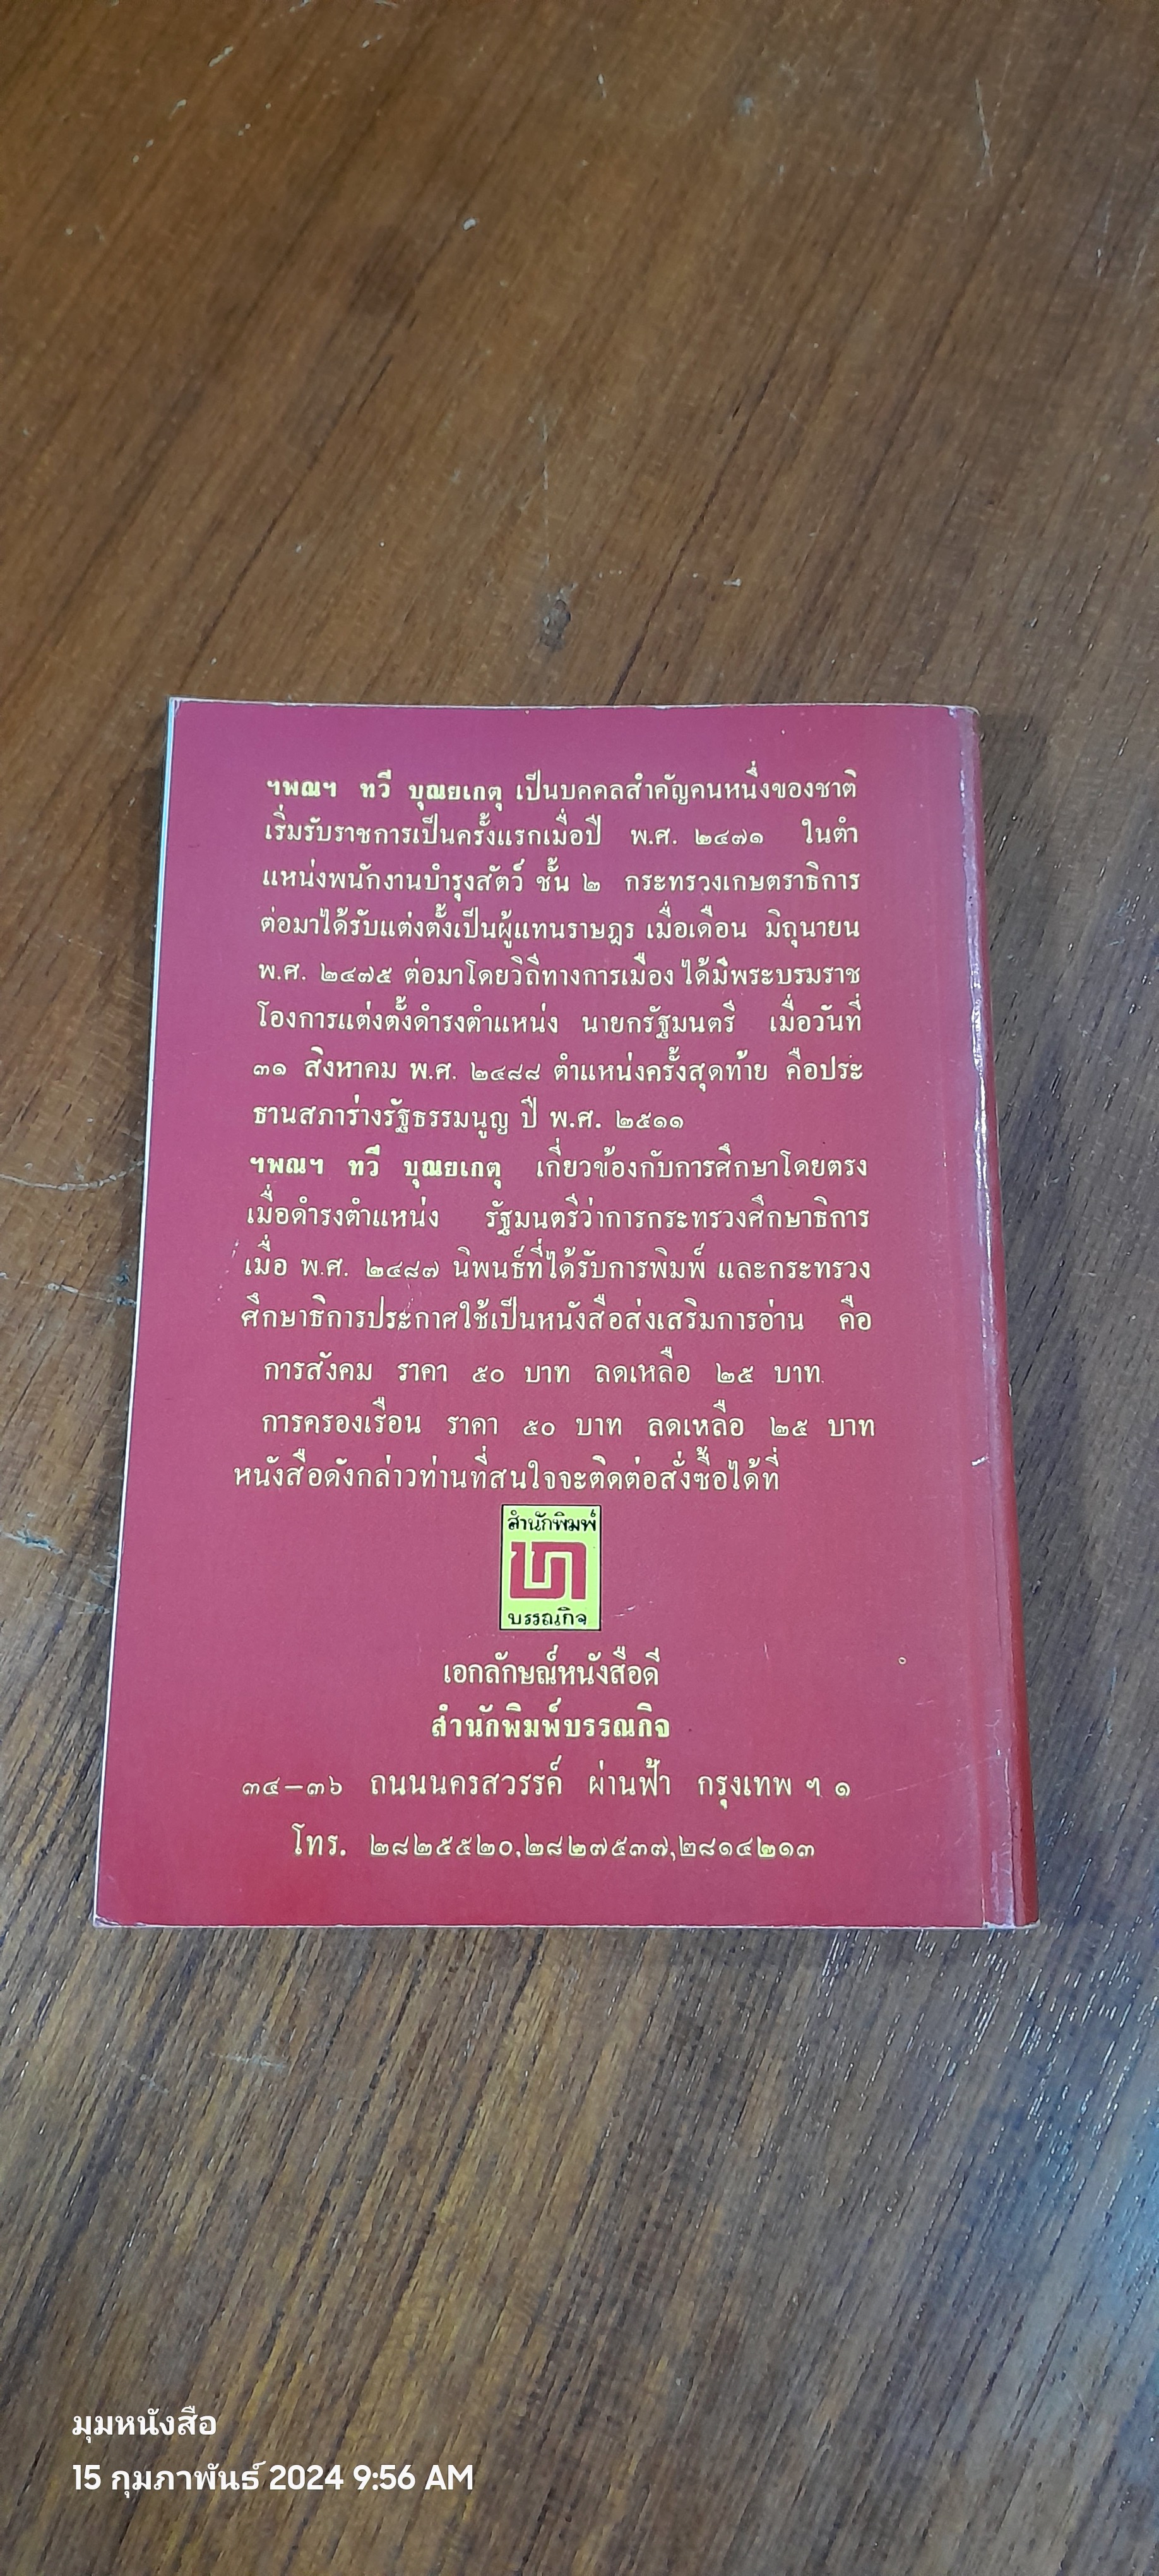 ฯพณฯ ทวี บุณยเกตุ เป็นบคคลสำคัญคนหนึ่งของชาติ
เริ่มรับราชการเป็นครั้งแรกเมื่อปี พ.ศ. ๒๔๗๑ ในตำ
แหน่งพนักงานบำรุงสัตว์ ชั้น ๒ กระทรวงเกษตราธิการ
ต่อมาได้รับแต่งตั้งเป็นผู้แทนราษฎร เมื่อเดือน มิถุนายน
พ.ศ. ๒๔๗๕ ต่อมาโดยวิถีทางการเมือง ได้มีพระบรมราช
โองการแต่งตั้งดำรงตำแหน่ง นายกรัฐมนตรี เมื่อวันที่
๓๑ สิงหาคม พ.ศ. ๒๔๘๘ ตำแหน่งครั้งสุดท้าย คือประ
ธานสภาร่างรัฐธรรมนูญ ปี พ.ศ. ๒๕๑๑
ฯพณฯ ทวี บุณยเกตุ เกี่ยวข้องกับการศึกษาโดยตรง
เมื่อดำรงตำแหน่ง รัฐมนตรีว่าการกระทรวงศึกษาธิการ
เมื่อ พ.ศ. ๒๔๘๗ นิพนธ์ที่ได้รับการพิมพ์ และกระทรวง
ศึกษาธิการประกาศใช้เป็นหนังสือส่งเสริมการอ่าน คือ
การสังคม ราคา ๕๐ บาท ลดเหลือ ๒๕ บาท
การครองเรือน ราคา ๕๐ บาท ลดเหลือ ๒๕ บาท
หนังสือดังกล่าวท่านที่สนใจจะติดต่อสั่งซื้อได้ที่
สำนักพิมพ์
บรรณกิจ
เอกลักษณ์หนังสือดี
สำนักพิมพ์บรรณกิจ
๓๔–๓๖ ถนนนครสวรรค์ ผ่านฟ้า กรุงเทพ ฯ ๑
โทร. ๒๘๒๕๕๒๐,๒๘๒๗๕๓๗,๒๘๑๔๒๑๓
มุมหนังสือ
15 กุมภาพันธ์ 2024 9:56 AM